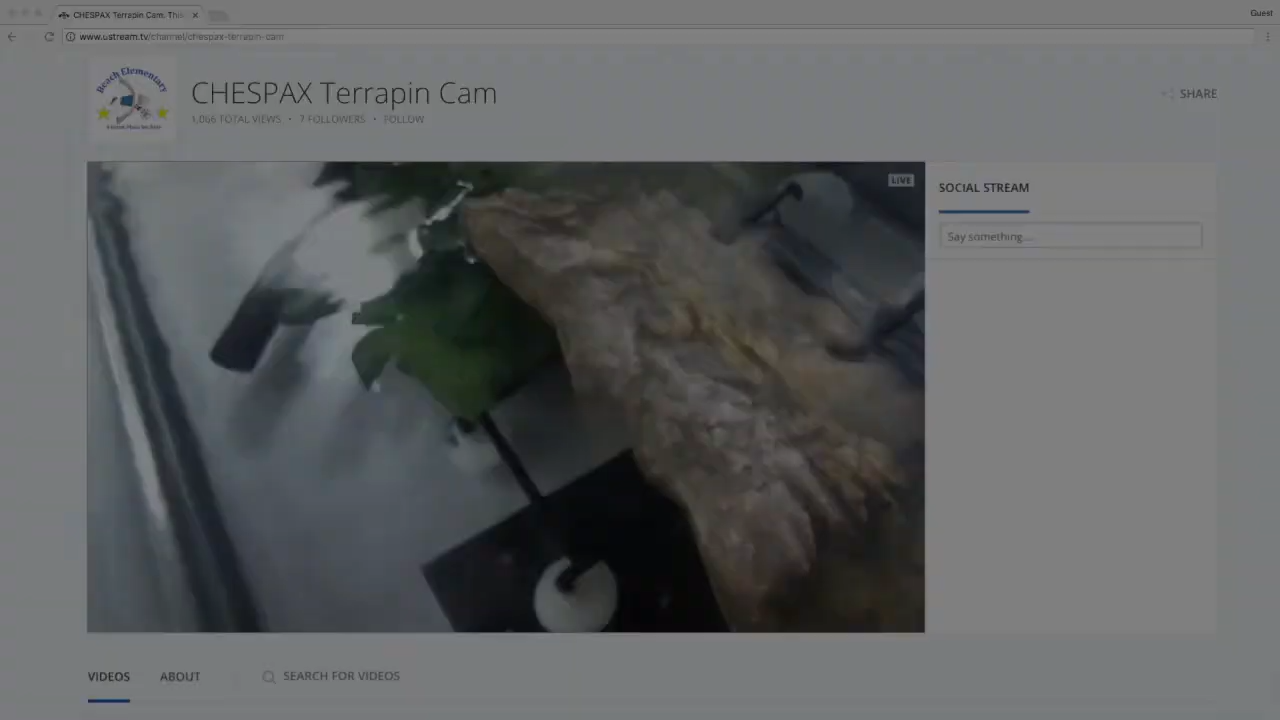 CHESPAX Terrapin Cam. This
Guest
www.ustream.tv/channel/chespax-terrapin-cam
Beach Elementary
CHESPAX Terrapin Cam
1,066 TOTAL VIEWS • 7 FOLLOWERS • FOLLOW
SHARE
LIVE
SOCIAL STREAM
Say something...
VIDEOS
ABOUT
SEARCH FOR VIDEOS